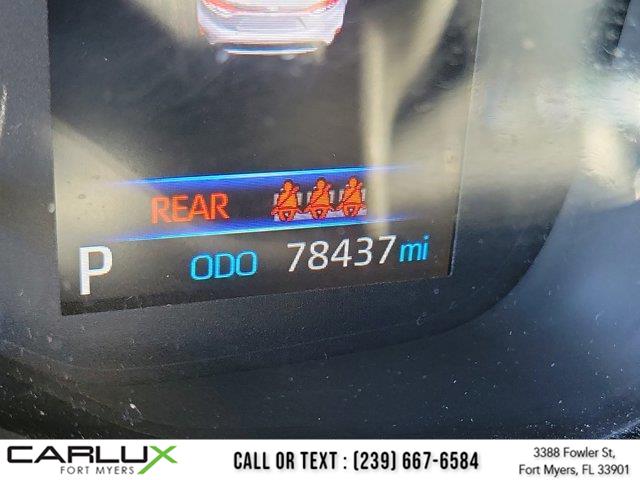 REAR
P ODO 78437 mi
CARLUX
FORT MYERS
CALL OR TEXT : (239) 667-6584
3388 Fowler St,
Fort Myers, FL 33901